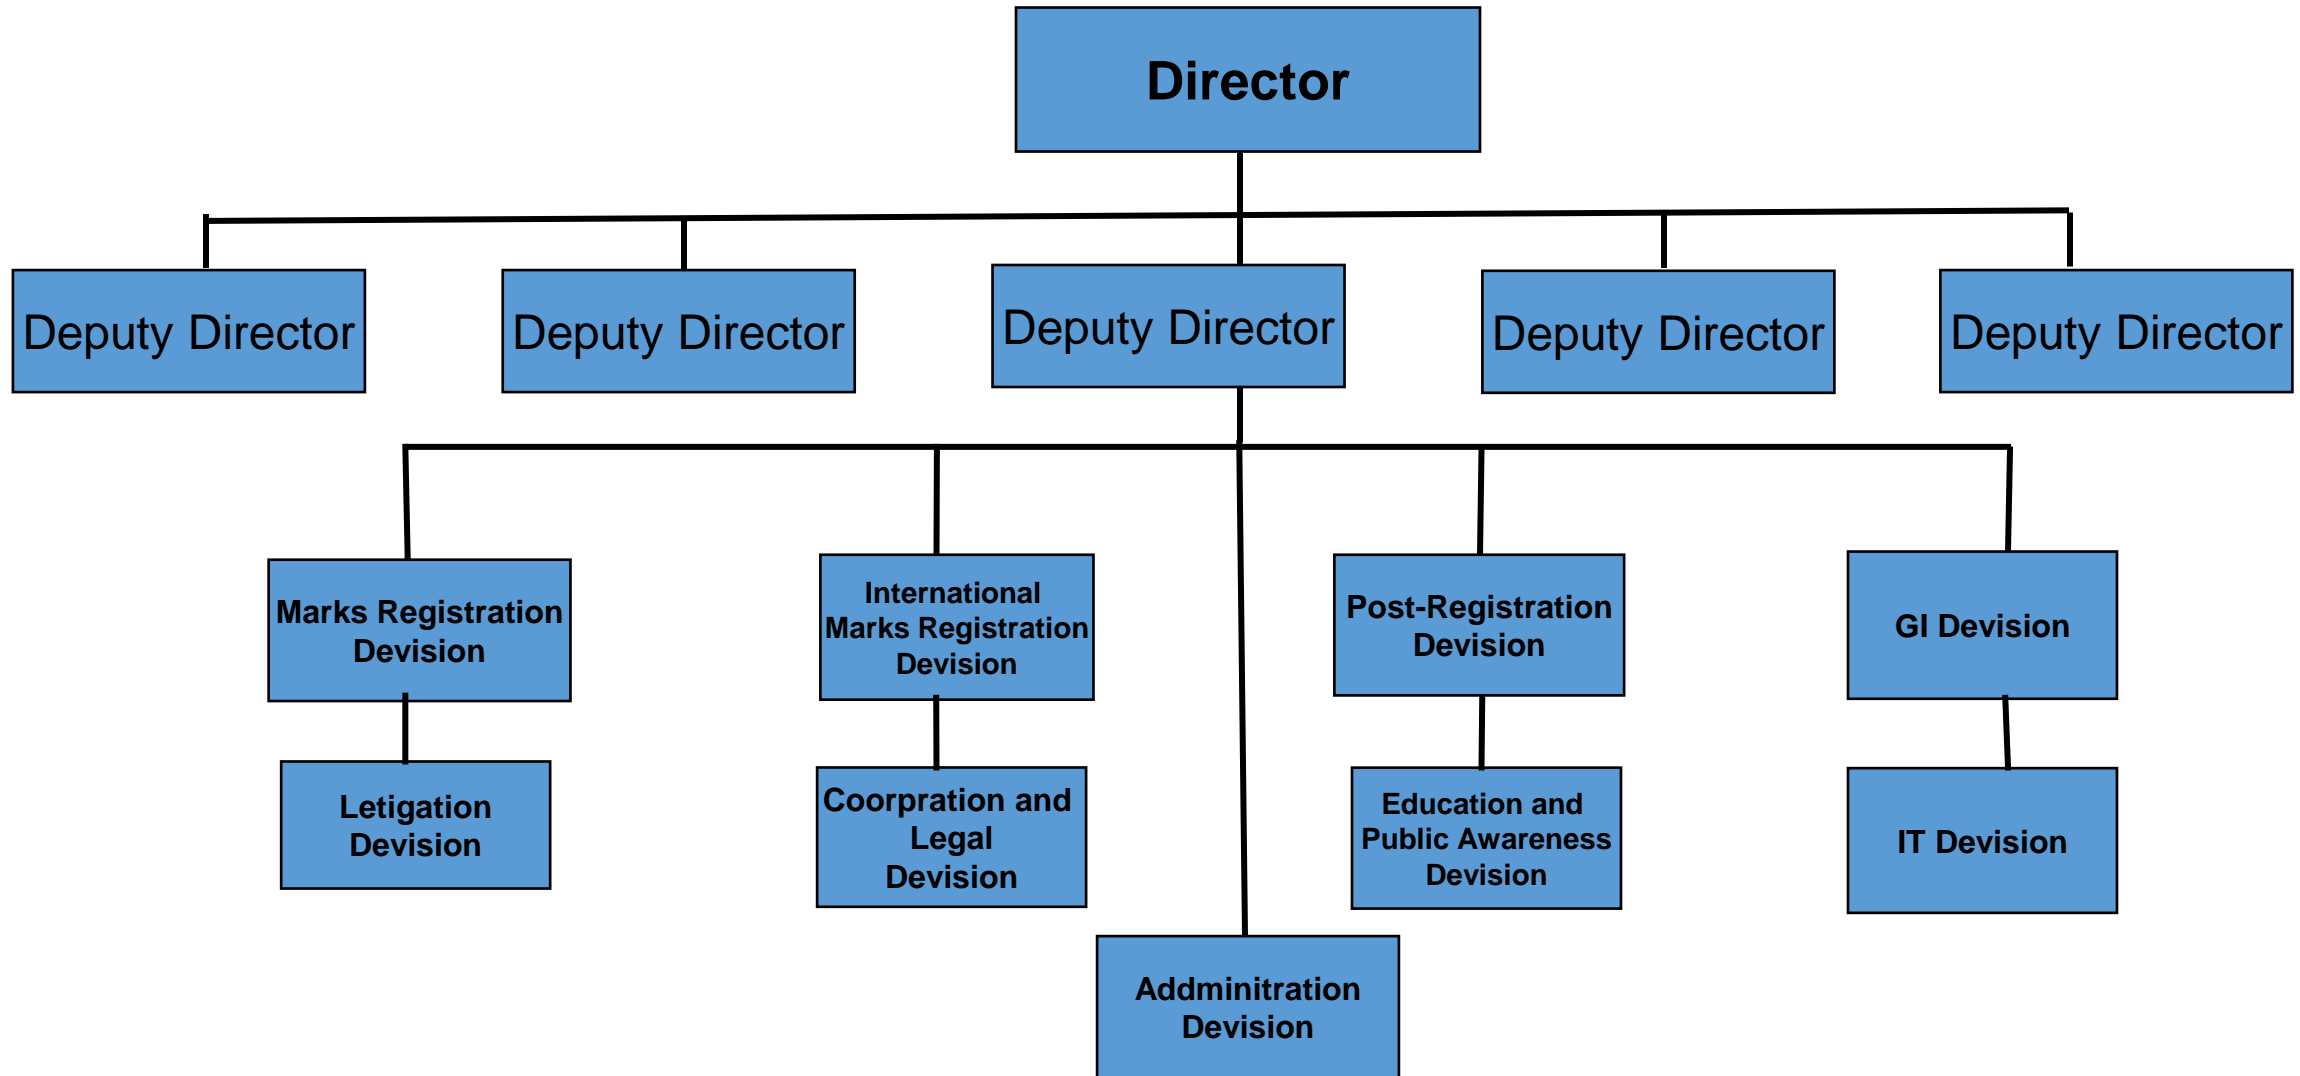 Director
Deputy Director
Deputy Director
Deputy Director
Deputy Director
Deputy Director
Marks Registration
Devision
International
Marks Registration
Devision
Post-Registration
Devision
GI Devision
Letigation
Devision
Coorpration and
Legal
Devision
Education and
Public Awareness
Devision
IT Devision
Addminitration
Devision